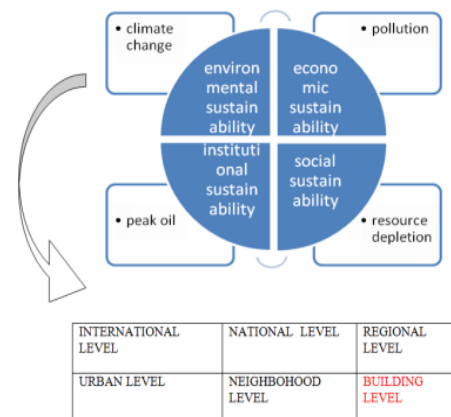 • climate
change
• pollution
environ
mental
sustain
ability
econo
mic
sustain
ability
instituti
onal
sustain
ability
social
sustain
ability
• peak oil
• resource
depletion
INTERNATIONAL
LEVEL
NATIONAL LEVEL
REGIONAL
LEVEL
URBAN LEVEL
NEIGHBOHOOD
LEVEL
BUILDING
LEVEL